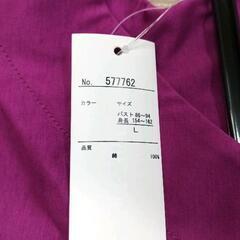 No. 577762
カラー サイズ
バスト 86～94
身長 154～162
L
品質
綿 100%